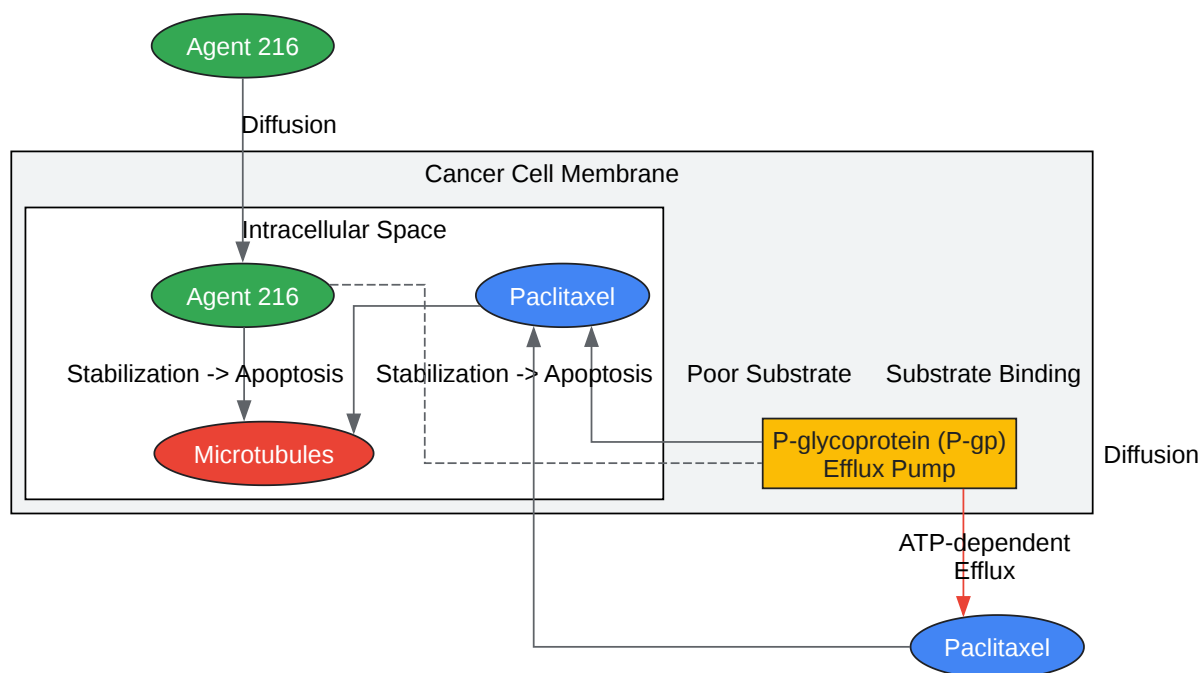 Agent 216
Diffusion
Cancer Cell Membrane
Intracellular Space
Agent 216
Paclitaxel
Stabilization -> Apoptosis
Stabilization -> Apoptosis
Poor Substrate
Substrate Binding
Microtubules
P-glycoprotein (P-gp)
Efflux Pump
Diffusion
ATP-dependent
Efflux
Paclitaxel